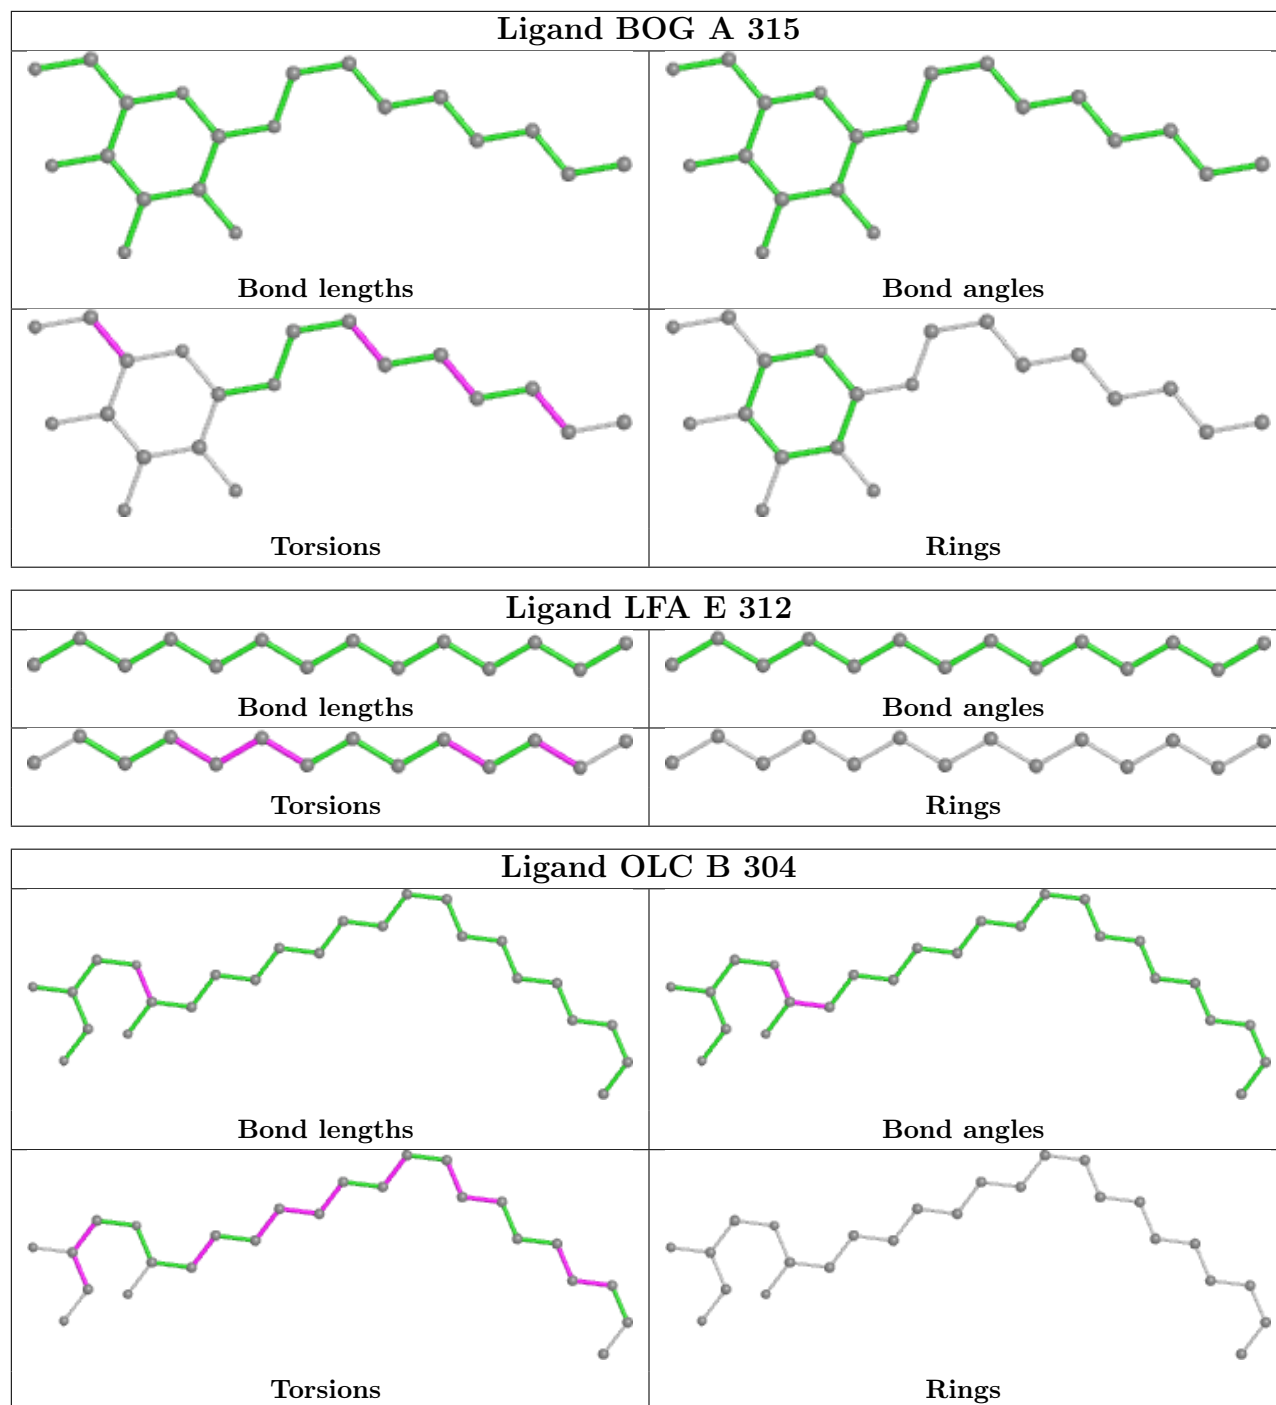 Ligand BOG A 315
Bond lengths
Bond angles
Torsions
Rings
Ligand LFA E 312
Bond lengths
Bond angles
Torsions
Rings
Ligand OLC B 304
Bond lengths
Bond angles
Torsions
Rings